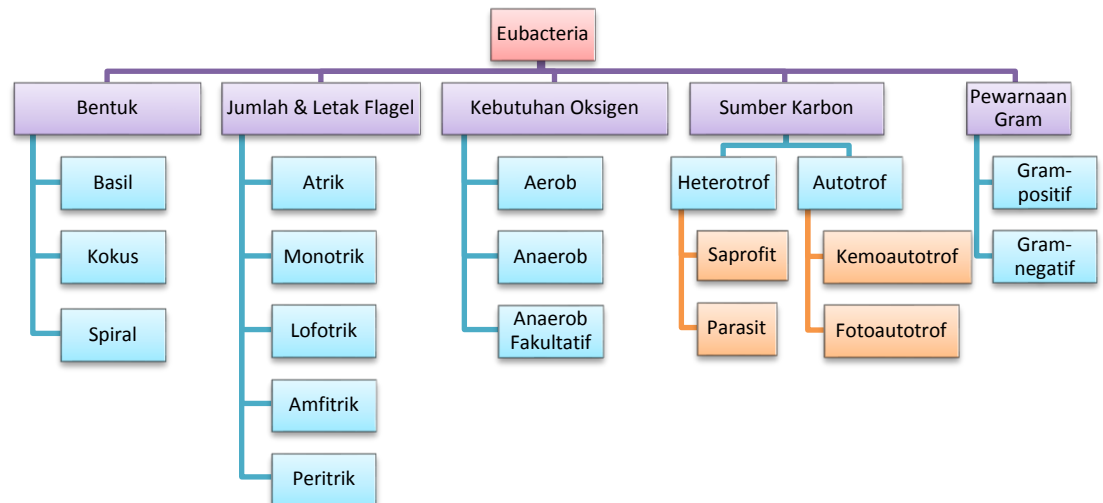 Eubacteria
Bentuk
Basil
Kokus
Spiral
Jumlah & Letak Flagel
Atrik
Monotrik
Lofotrik
Amfitrik
Peritrik
Kebutuhan Oksigen
Aerob
Anaerob
Anaerob
Fakultatif
Sumber Karbon
Heterotrof
Saprofit
Parasit
Autotrof
Kemoautotrof
Fotoautotrof
Pewarnaan
Gram
Gram-
positif
Gram-
negatif